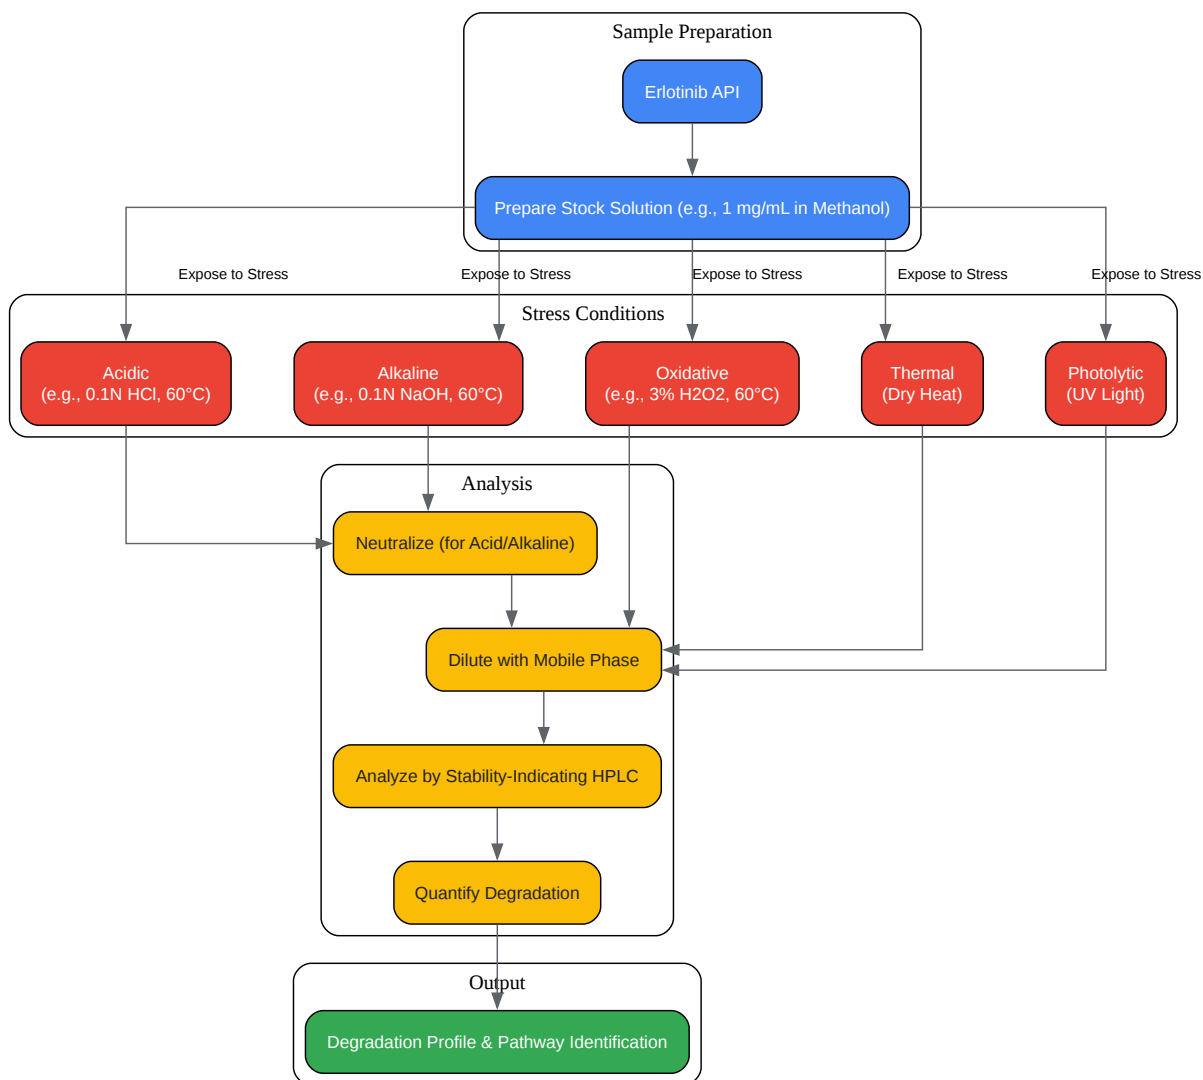 Sample Preparation
Erlotinib API
Prepare Stock Solution (e.g., 1 mg/mL in Methanol)
Expose to Stress
Expose to Stress
Expose to Stress
Expose to Stress
Expose to Stress
Stress Conditions
Acidic
(e.g., 0.1N HCl, 60°C)
Alkaline
(e.g., 0.1N NaOH, 60°C)
Oxidative
(e.g., 3% H2O2, 60°C)
Thermal
(Dry Heat)
Photolytic
(UV Light)
Analysis
Neutralize (for Acid/Alkaline)
Dilute with Mobile Phase
Analyze by Stability-Indicating HPLC
Quantify Degradation
Output
Degradation Profile & Pathway Identification